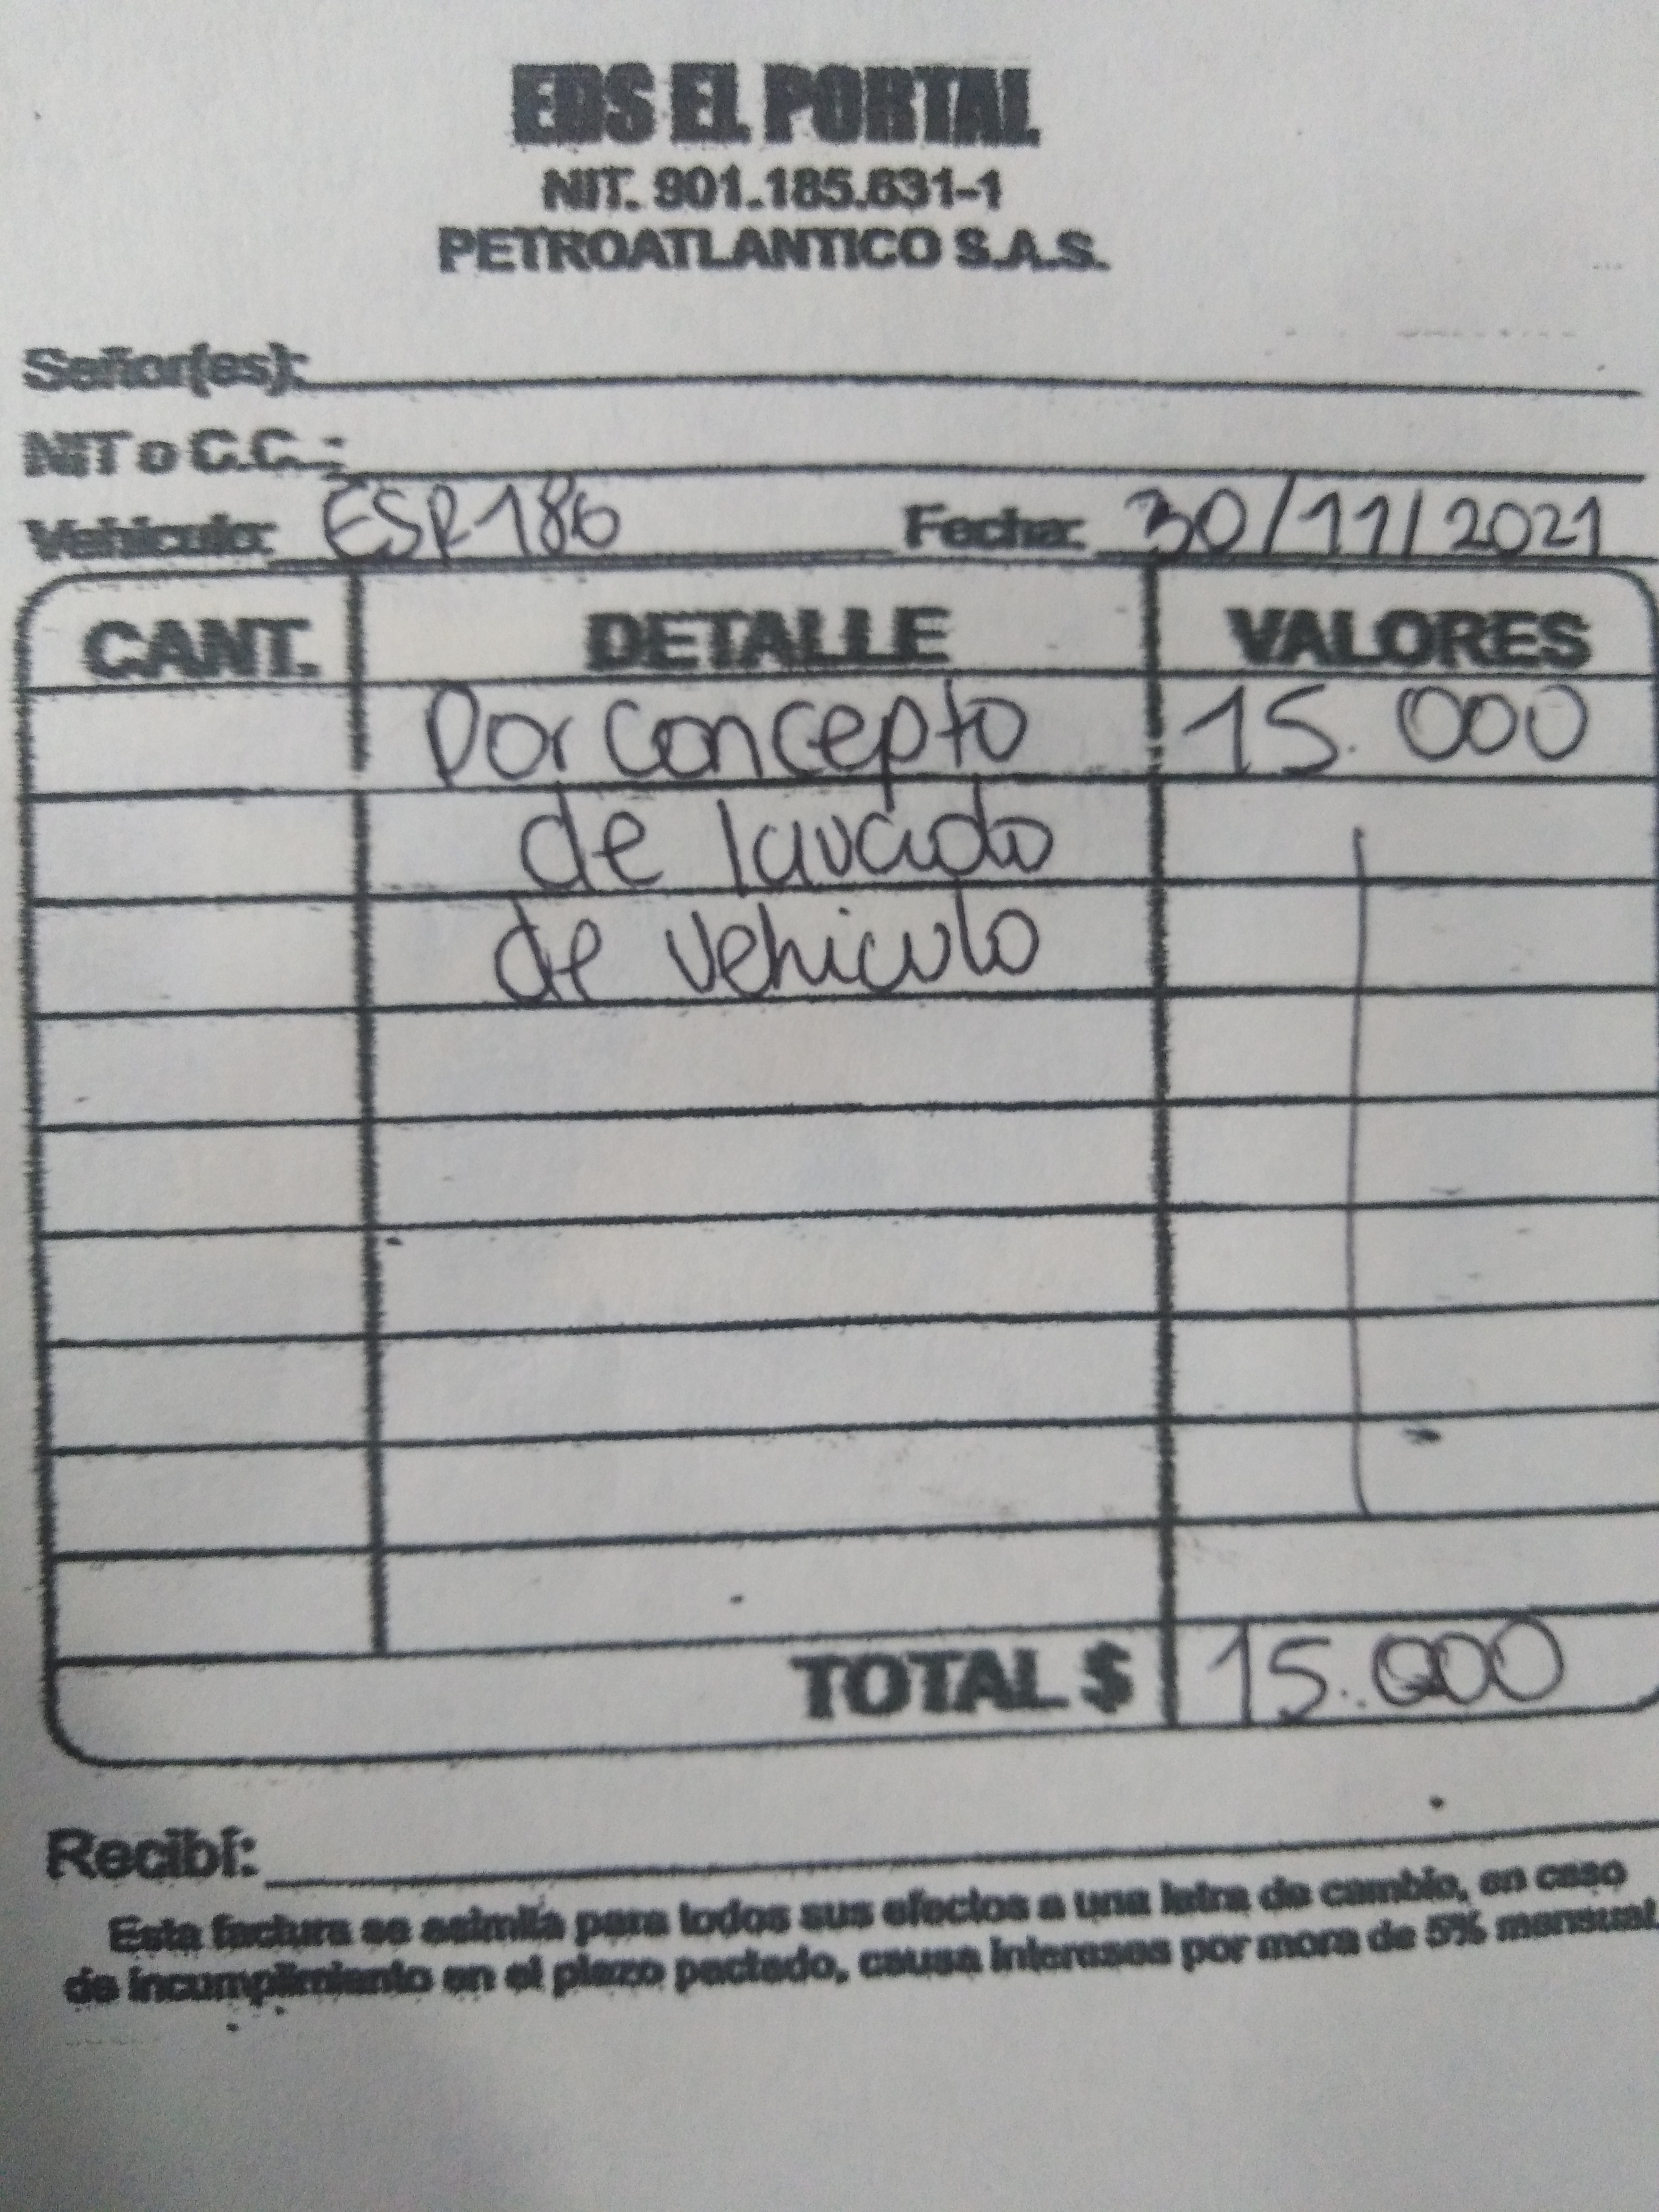 EDS EL PORTAL
NIT. 901.185.631-1
PETROATLANTICO S.A.S.
Señor(es):
NIT o C.C.:
Vehículo: ESR186 Fecha: 30/11/2021
CANT. DETALLE VALORES
Por concepto 15.000
de lavado
de vehiculo
TOTAL $ 15.000
Recibí:
Esta factura se asimila para todos sus efectos a una letra de cambio, en caso
de incumplimiento en el plazo pactado, causa intereses por mora de 5% mensual.